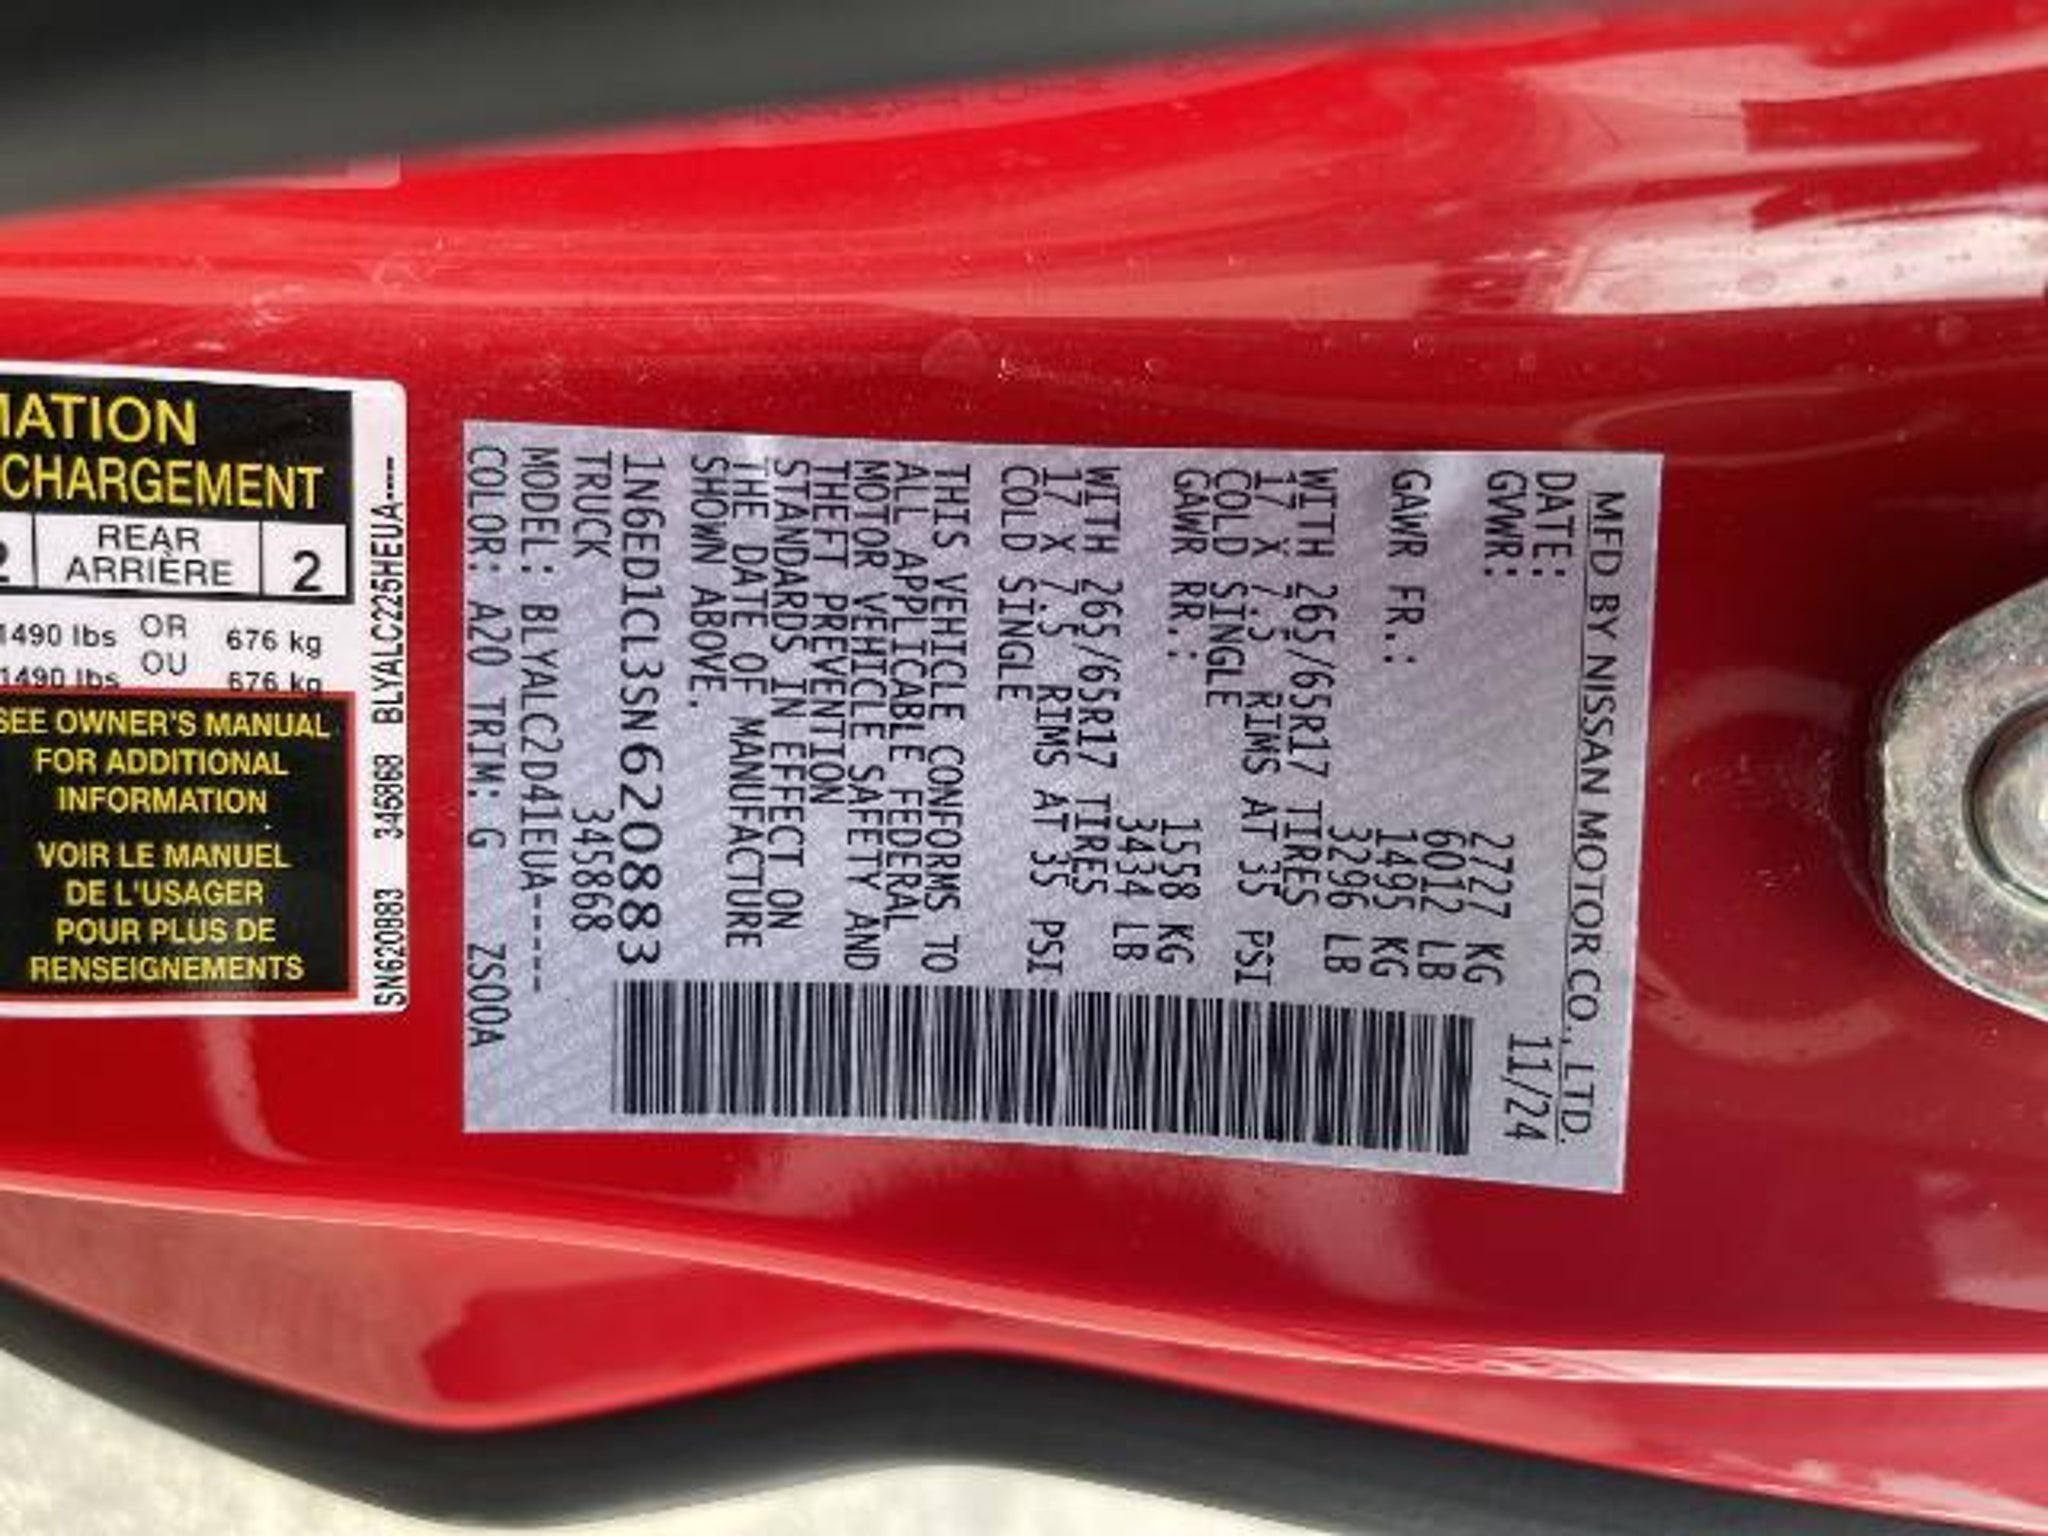 MFD BY NISSAN MOTOR CO., LTD.
DATE: 11/24
GVWR: 2727 KG
6012 LB
GAWR FR.: 1495 KG
3296 LB
WITH 265/65R17 TIRES
17 X 7.5 RIMS AT 35 PSI
COLD SINGLE
GAWR RR.: 1558 KG
3434 LB
WITH 265/65R17 TIRES
17 X 7.5 RIMS AT 35 PSI
COLD SINGLE
THIS VEHICLE CONFORMS TO
ALL APPLICABLE FEDERAL
MOTOR VEHICLE SAFETY AND
THEFT PREVENTION
STANDARDS IN EFFECT ON
THE DATE OF MANUFACTURE
SHOWN ABOVE.
1N6ED1CL3SN620883
TRUCK 345868
MODEL: BLYALC2D41EUA-----
COLOR: A20 TRIM: G ZS00A
MATION
CHARGEMENT
REAR
ARRIÈRE
2
1490 lbs OR 676 kg
1490 lbs OU 676 kg
SEE OWNER'S MANUAL
FOR ADDITIONAL
INFORMATION
VOIR LE MANUEL
DE L'USAGER
POUR PLUS DE
RENSEIGNEMENTS
SN620883 345868 BLYALC225HEUA-----